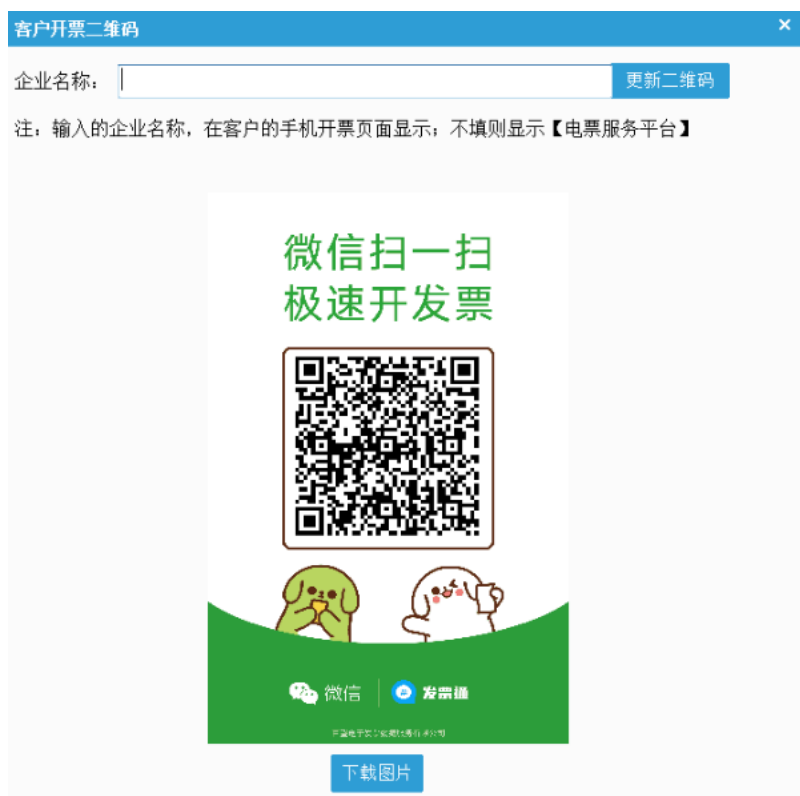 客户开票二维码
企业名称：
更新二维码
注：输入的企业名称，在客户的手机开票页面显示；不填则显示【电票服务平台】
微信扫一扫
极速开发票
微信 发票通
下载图片